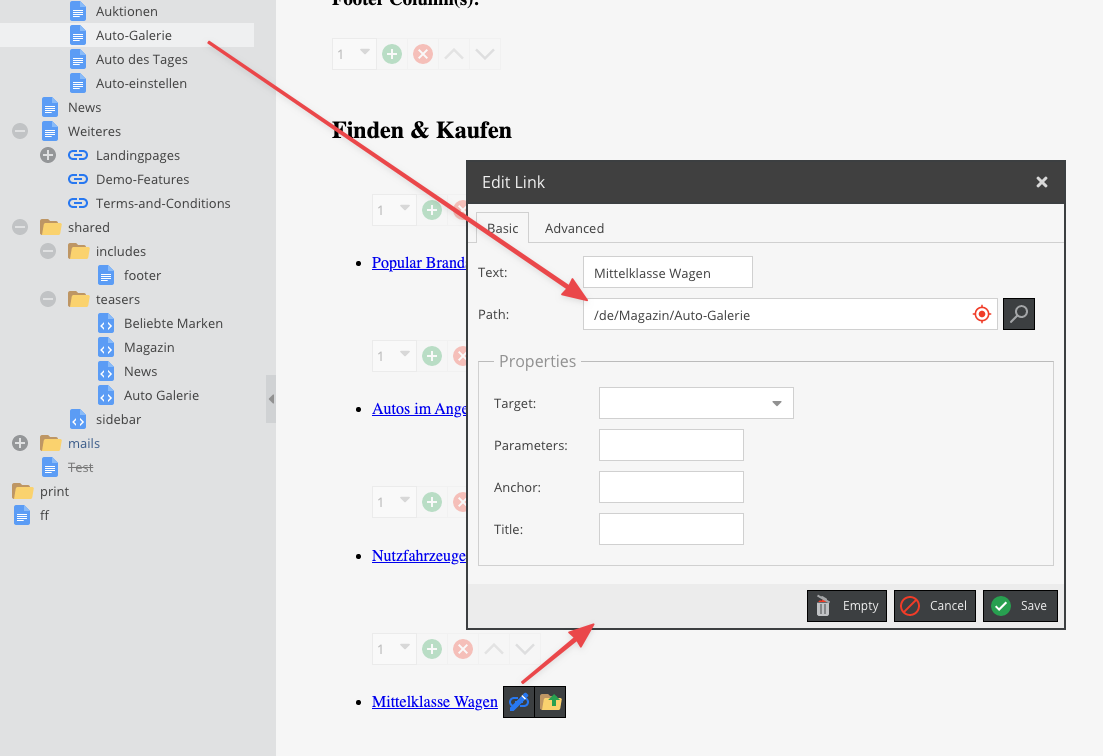 Auktionen
Auto-Galerie
Auto des Tages
Auto-einstellen
News
Weiteres
Landingpages
Demo-Features
Terms-and-Conditions
shared
includes
footer
teasers
Beliebte Marken
Magazin
News
Auto Galerie
sidebar
mails
Test
print
ff
Footer Column(s):
1
Finden & Kaufen
1
Popular Brands
1
Autos im Ange
1
Nutzfahrzeuge
1
Mittelklasse Wagen
Edit Link
Basic
Advanced
Text:
Mittelklasse Wagen
Path:
/de/Magazin/Auto-Galerie
Properties
Target:
Parameters:
Anchor:
Title:
Empty
Cancel
Save